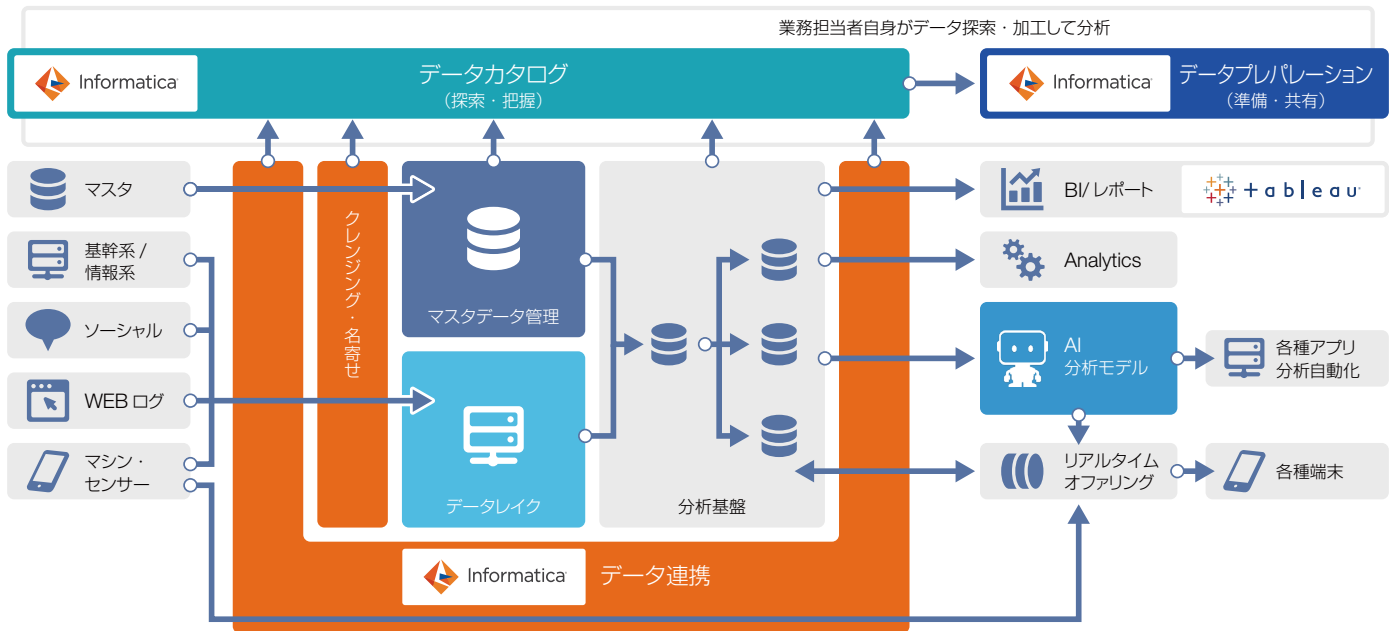 業務担当者自身がデータ探索・加工して分析
Informatica
データカタログ
（探索・把握）
Informatica
データプレパレーション
（準備・共有）
マスタ
基幹系 /
情報系
ソーシャル
WEB ログ
マシン・
センサー
クレンジング・名寄せ
マスタデータ管理
データレイク
分析基盤
Informatica
データ連携
BI/ レポート
+ a b l e a u
Analytics
AI
分析モデル
各種アプリ
分析自動化
リアルタイム
オファリング
各種端末